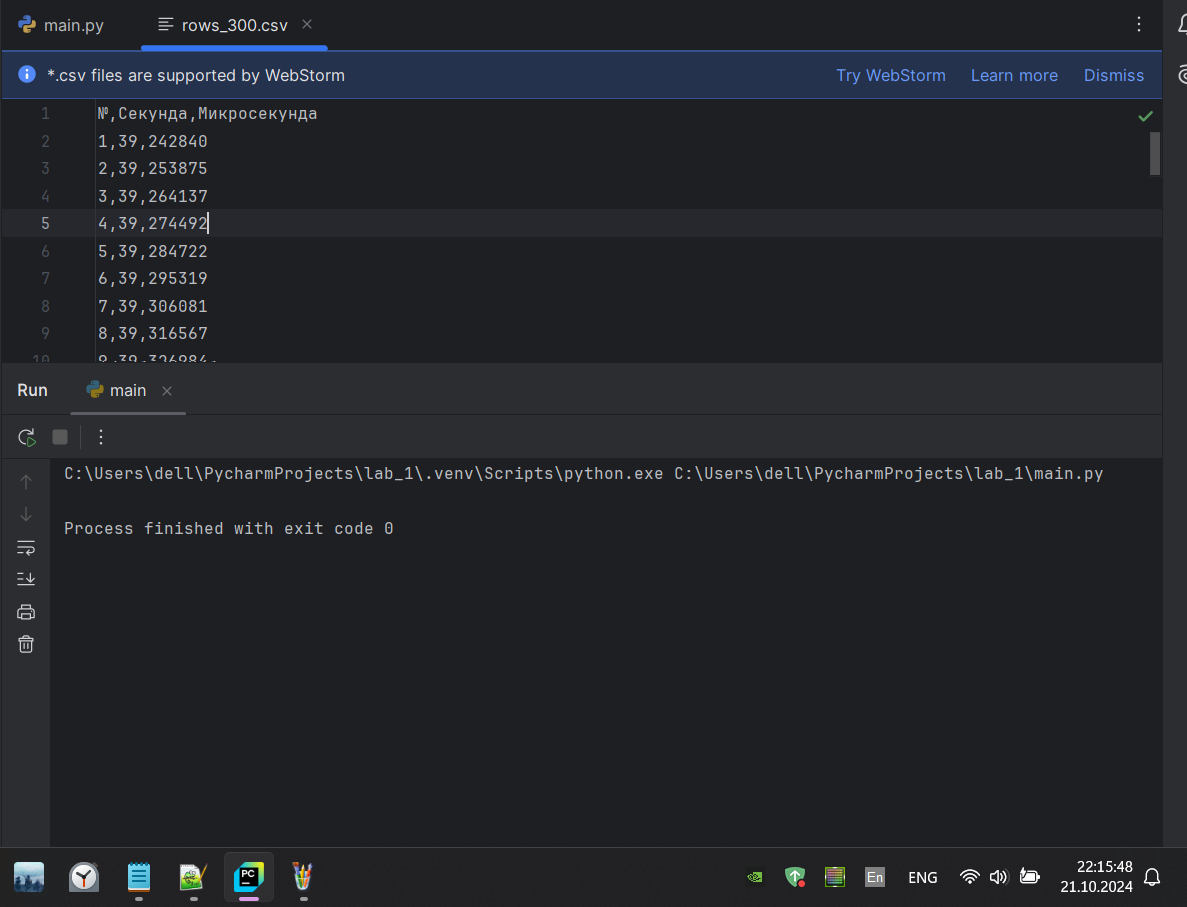 main.py
rows_300.csv
*.csv files are supported by WebStorm
Try WebStorm
Learn more
Dismiss
1 №,Секунда,Микросекунда
2 1,39,242840
3 2,39,253875
4 3,39,264137
5 4,39,274492
6 5,39,284722
7 6,39,295319
8 7,39,306081
9 8,39,316567
10 9,39,326984
Run
main
C:\Users\dell\PycharmProjects\lab_1\.venv\Scripts\python.exe C:\Users\dell\PycharmProjects\lab_1\main.py
Process finished with exit code 0
PC
En
ENG
22:15:48
21.10.2024